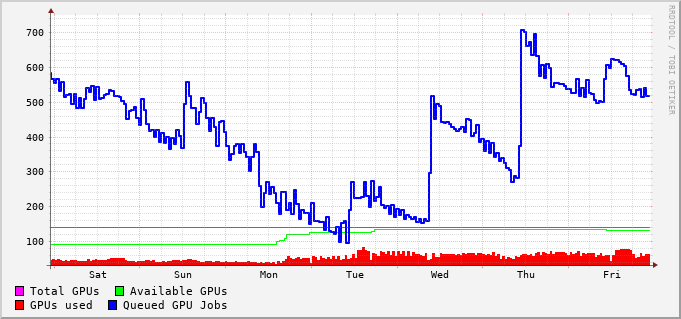 700
600
500
400
300
200
100
Sat Sun Mon Tue Wed Thu Fri
Total GPUs Available GPUs
GPUs used Queued GPU Jobs
RRDTOOL / TOBI OETIKER